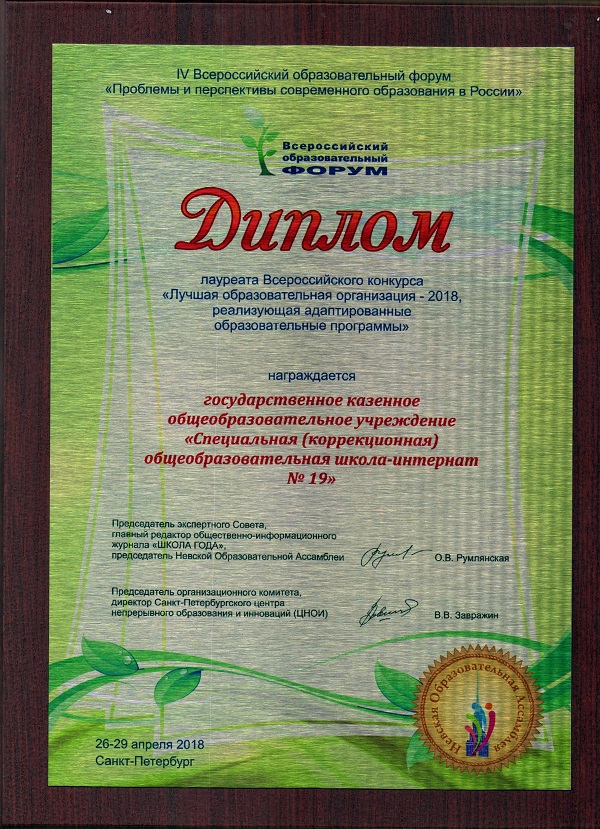 IV Всероссийский образовательный форум
«Проблемы и перспективы современного образования в России»
Всероссийский
образовательный
ФОРУМ
Диплом
лауреата Всероссийского конкурса
«Лучшая образовательная организация - 2018,
реализующая адаптированные
образовательные программы»
награждается
государственное казенное
общеобразовательное учреждение
«Специальная (коррекционная)
общеобразовательная школа-интернат
№ 19»
Председатель экспертного Совета,
главный редактор общественно-информационного
журнала «ШКОЛА ГОДА»,
председатель Невской Образовательной Ассамблеи
О.В. Румлянская
Председатель организационного комитета,
директор Санкт-Петербургского центра
непрерывного образования и инноваций (ЦНОИ)
В.В. Завражин
Невская Образовательная Ассамблея
26-29 апреля 2018
Санкт-Петербург